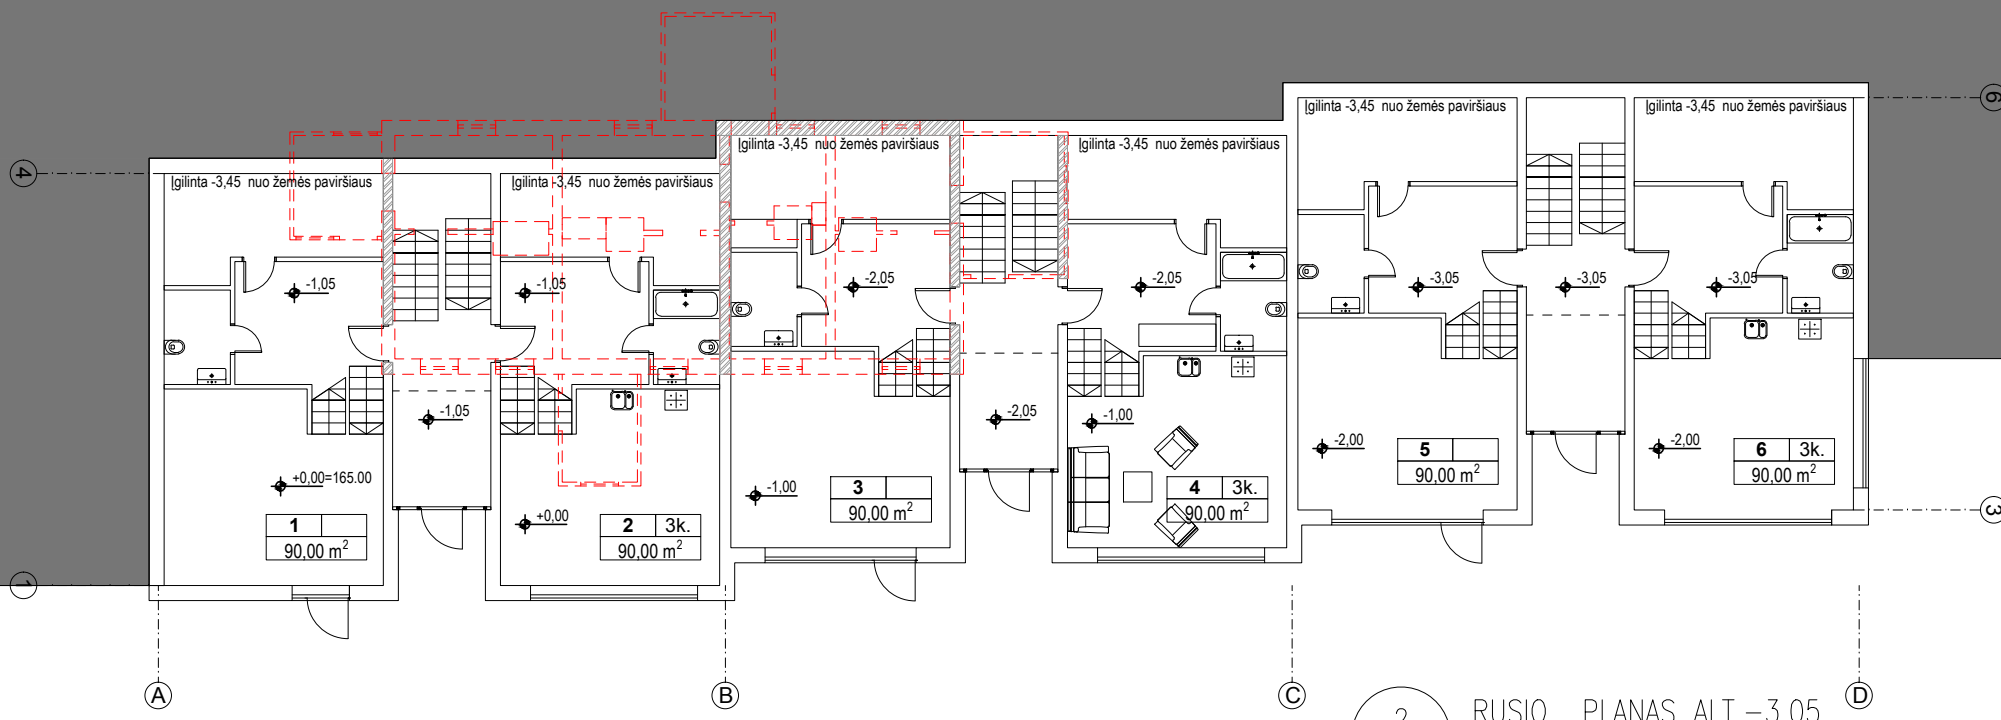 6
Įgilinta -3,45 nuo žemės paviršiaus
Įgilinta -3,45 nuo žemės paviršiaus
Įgilinta -3,45 nuo žemės paviršiaus
Įgilinta -3,45 nuo žemės paviršiaus
4
Įgilinta -3,45 nuo žemės paviršiaus
Įgilinta -3,45 nuo žemės paviršiaus
-1,05
-1,05
-2,05
-2,05
-3,05
-3,05
-3,05
-1,05
-2,05
-1,00
-2,00
-2,00
5
90,00 m²
6 3k.
90,00 m²
+0,00=165.00
-1,00
3
90,00 m²
4 3k.
90,00 m²
3
+0,00
1
90,00 m²
2 3k.
90,00 m²
1
A
B
C
D
2
RUSIO PLANAS ALT -3.05